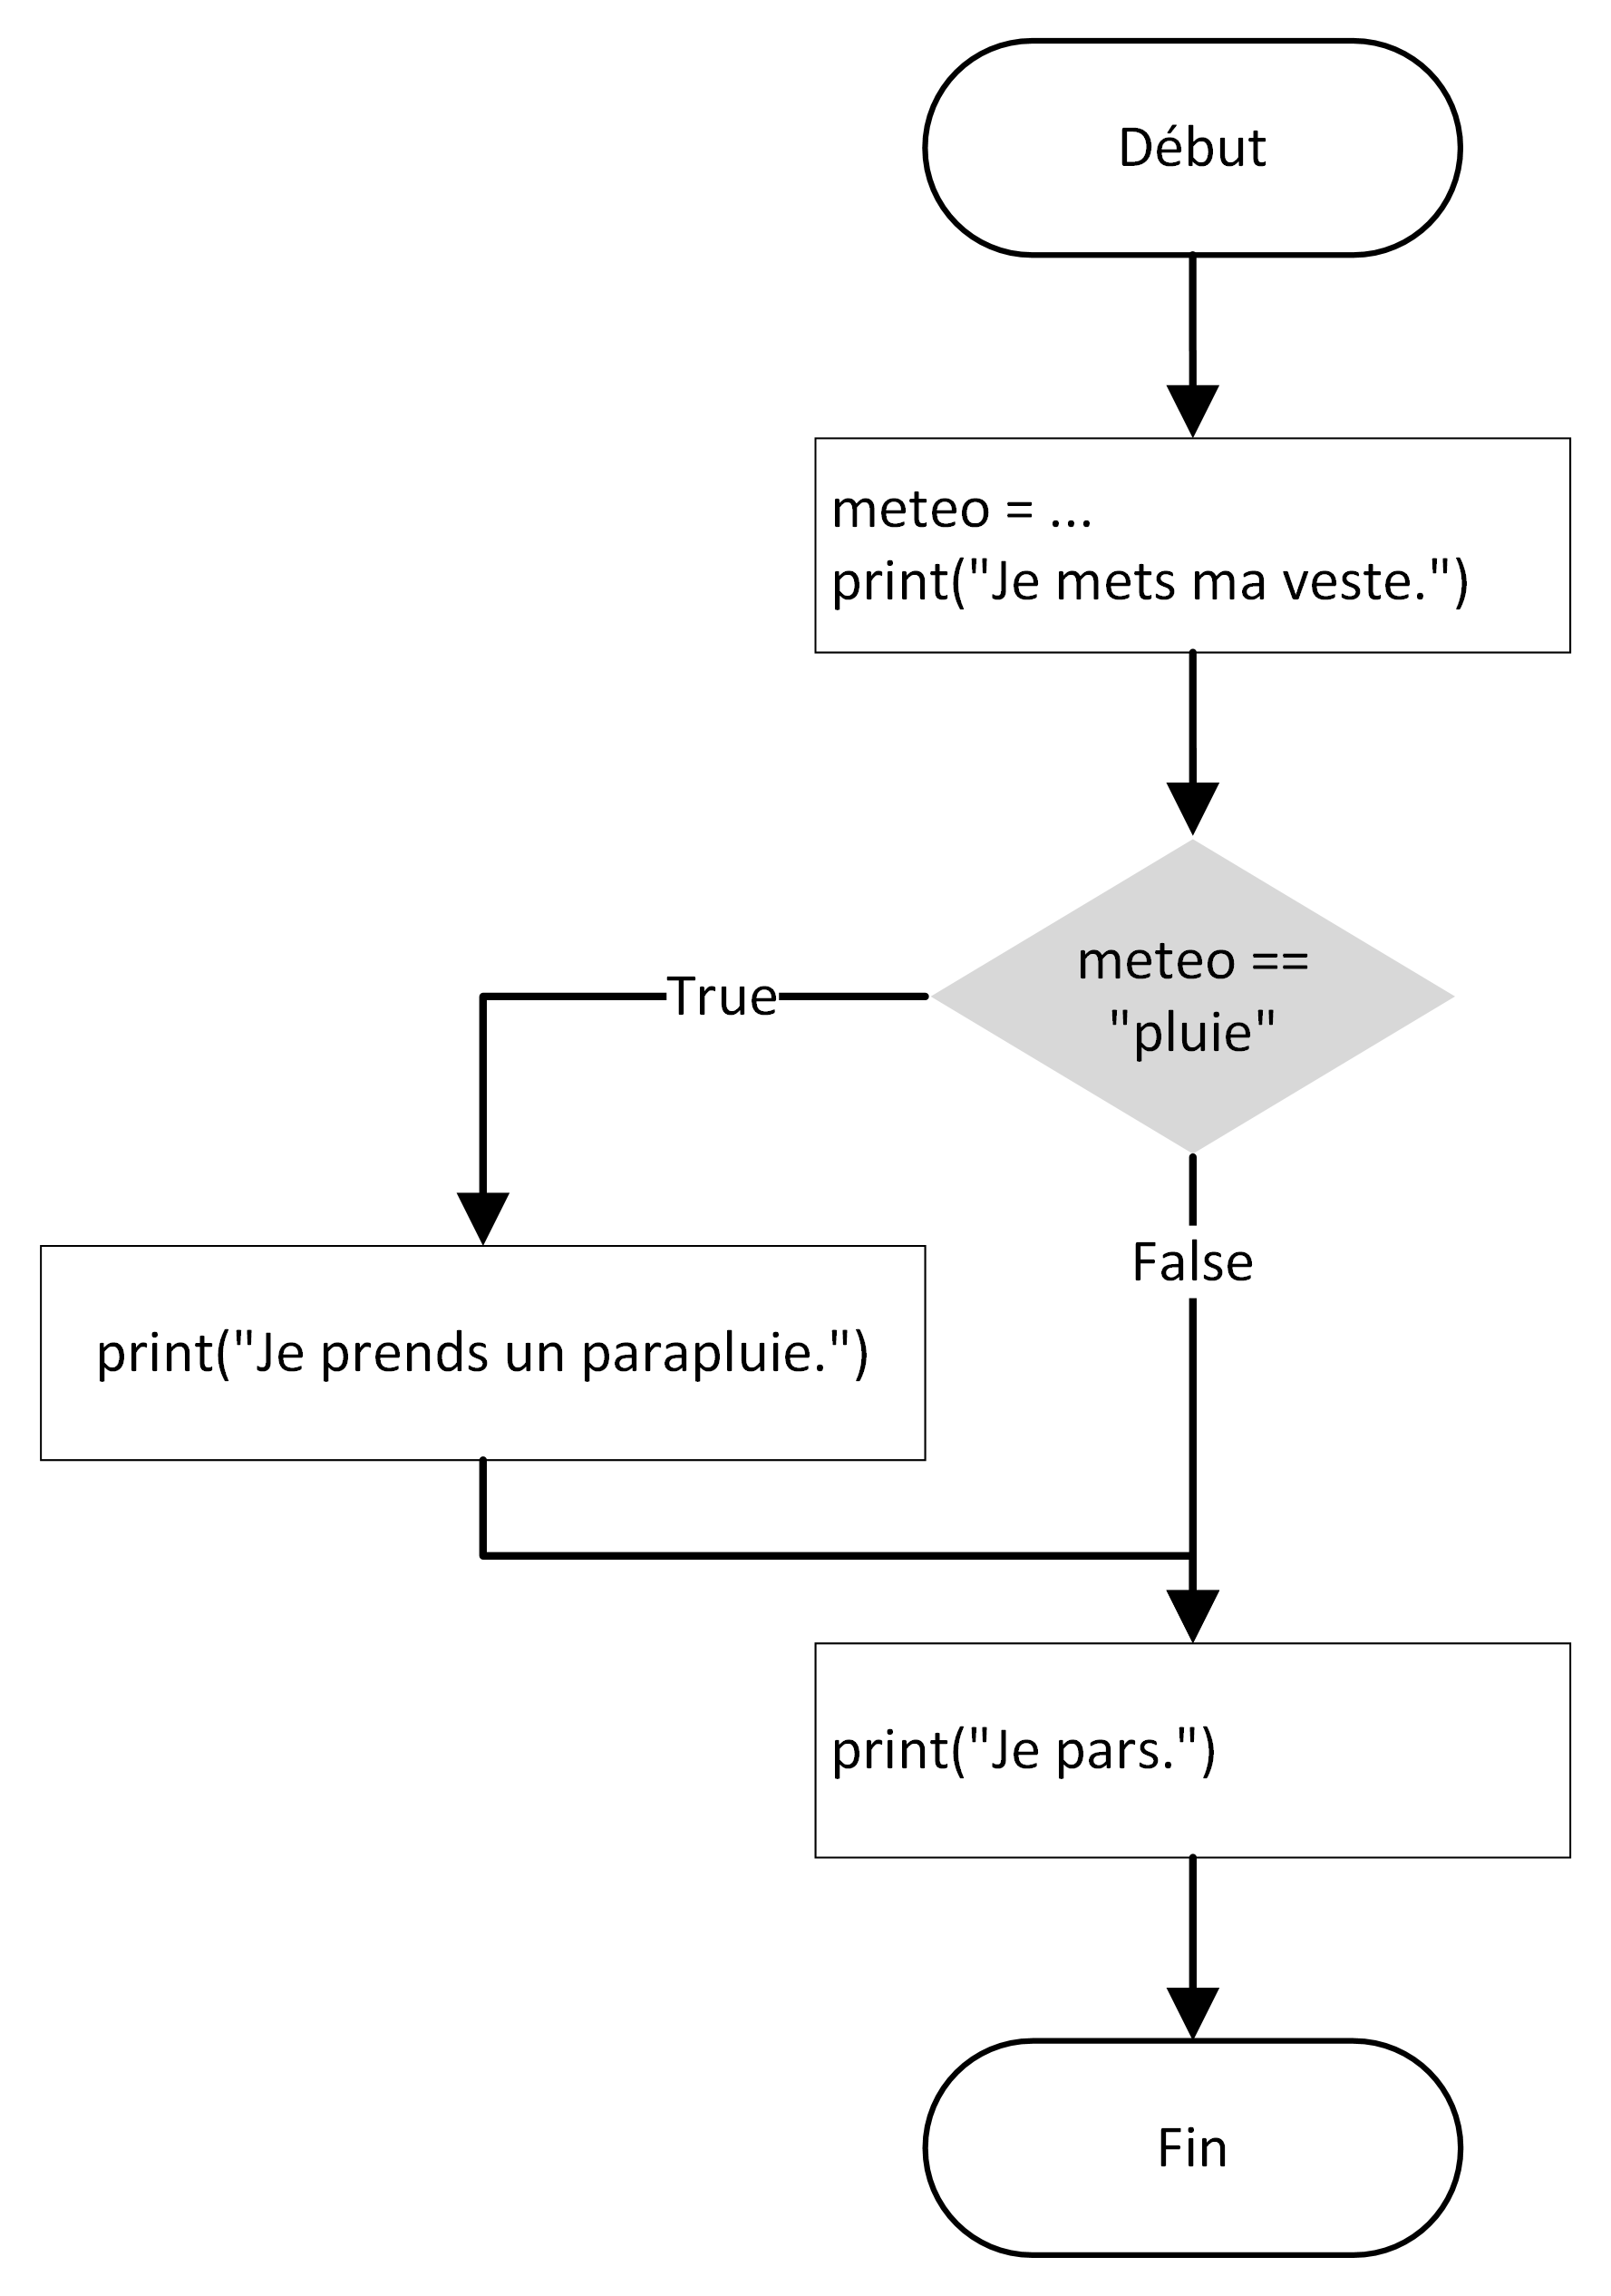 Début
meteo = ...
print("Je mets ma veste.")
meteo ==
"pluie"
True
False
print("Je prends un parapluie.")
print("Je pars.")
Fin